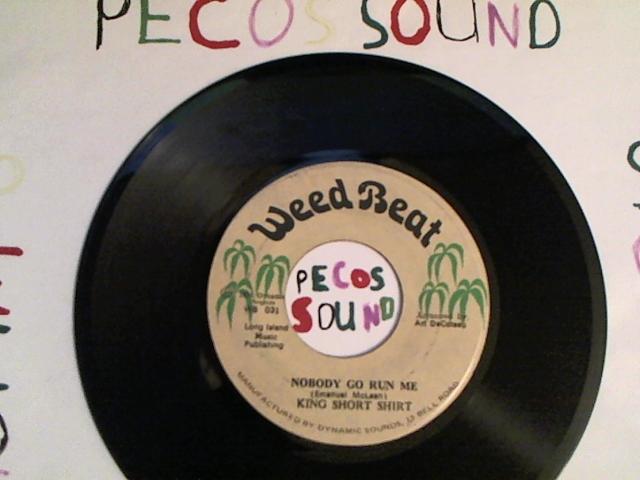 PECOS SOUND
Weed Beat
PECOS
SOUND
031
Long Island
Music
Publishing
Art DeCoteau
NOBODY GO RUN ME
(Emanuel McLean)
KING SHORT SHIRT
MANUFACTURED BY DYNAMIC SOUNDS, 15 BELL ROAD